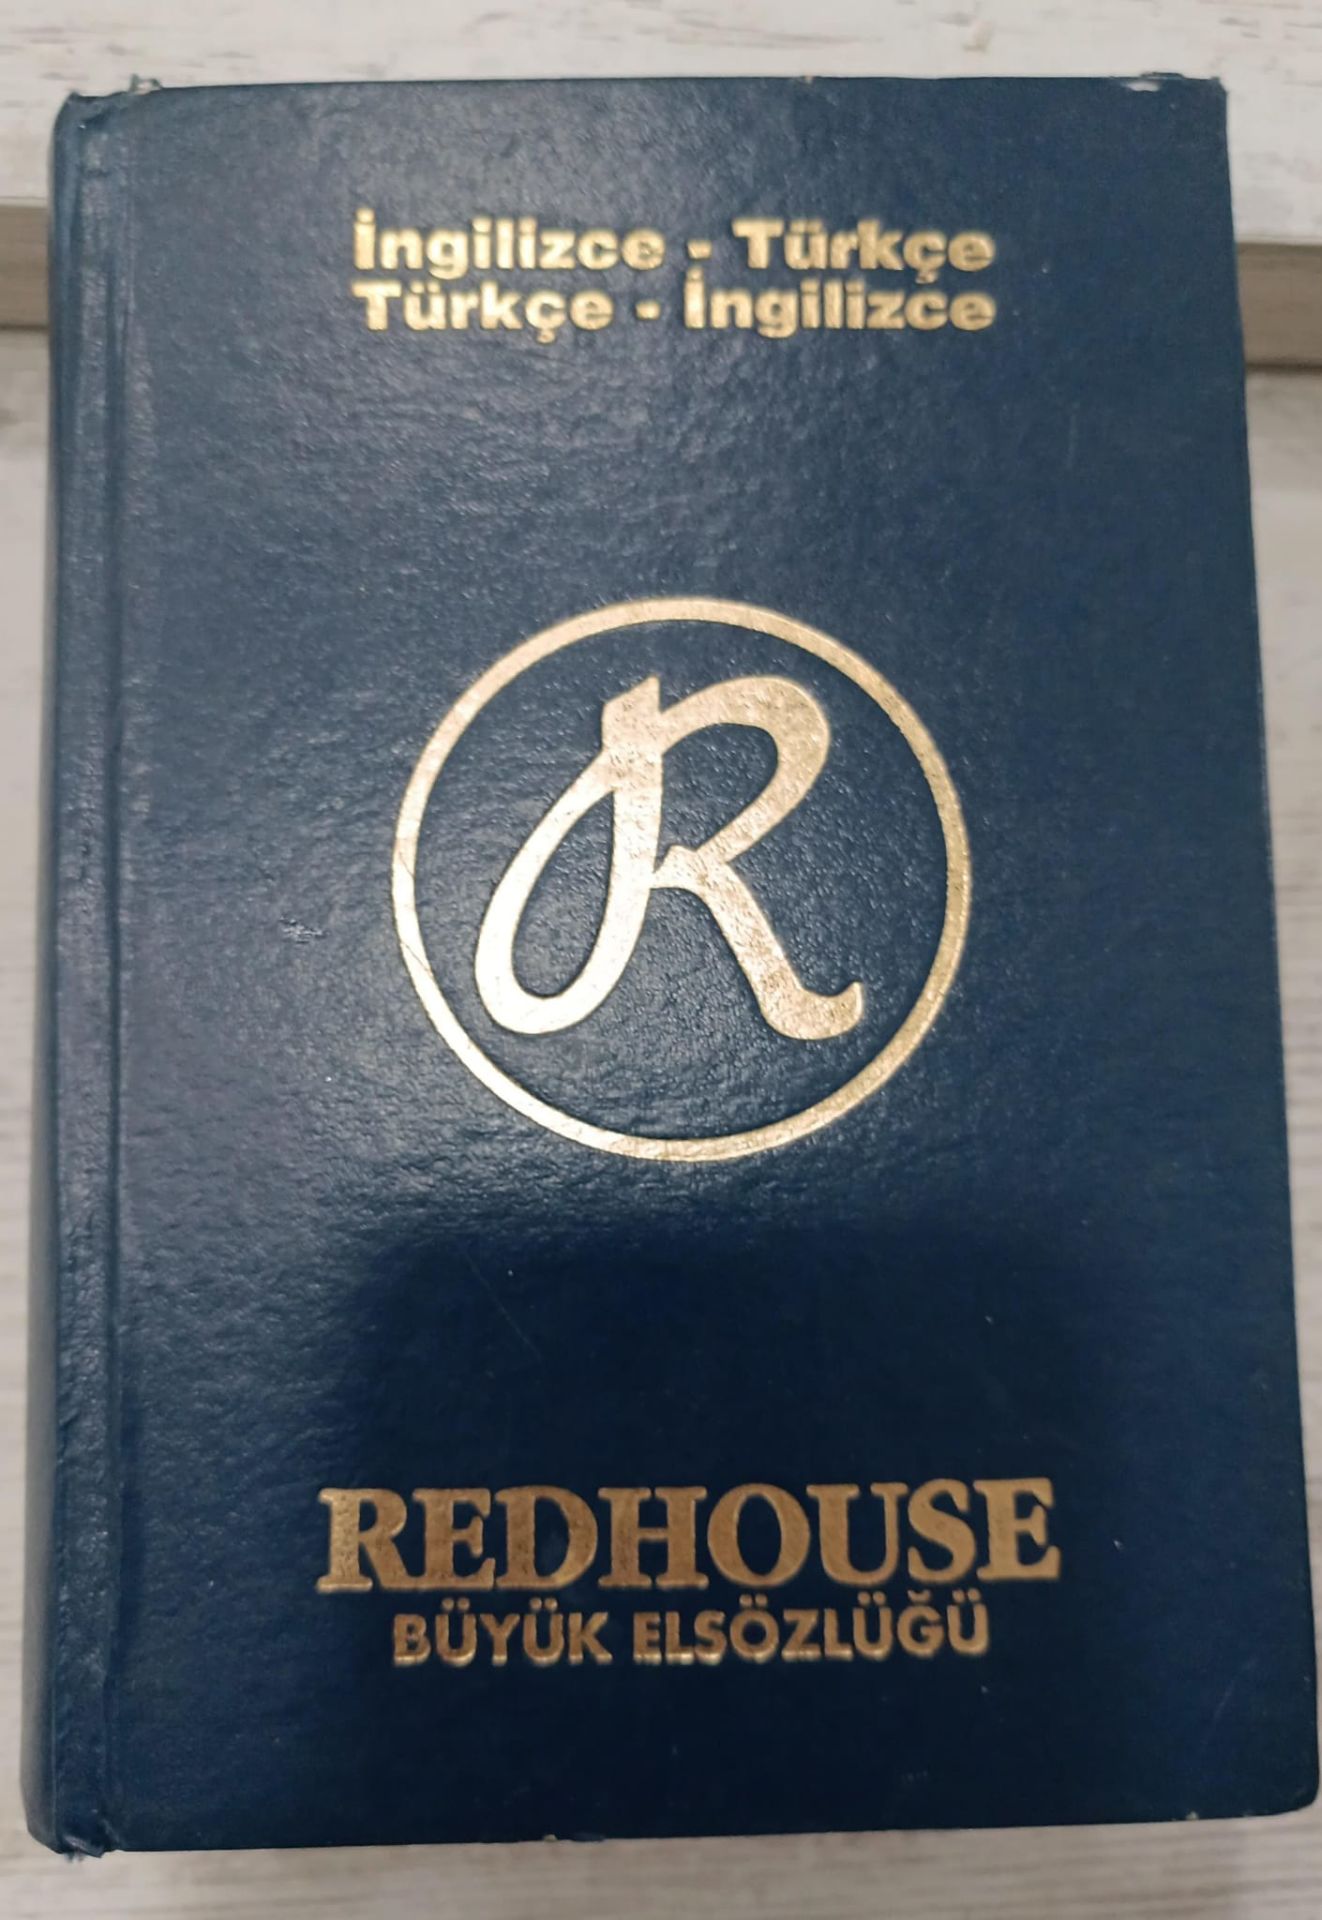 İngilizce - Türkçe
Türkçe - İngilizce
R
REDHOUSE
BÜYÜK ELSÖZLÜĞÜ